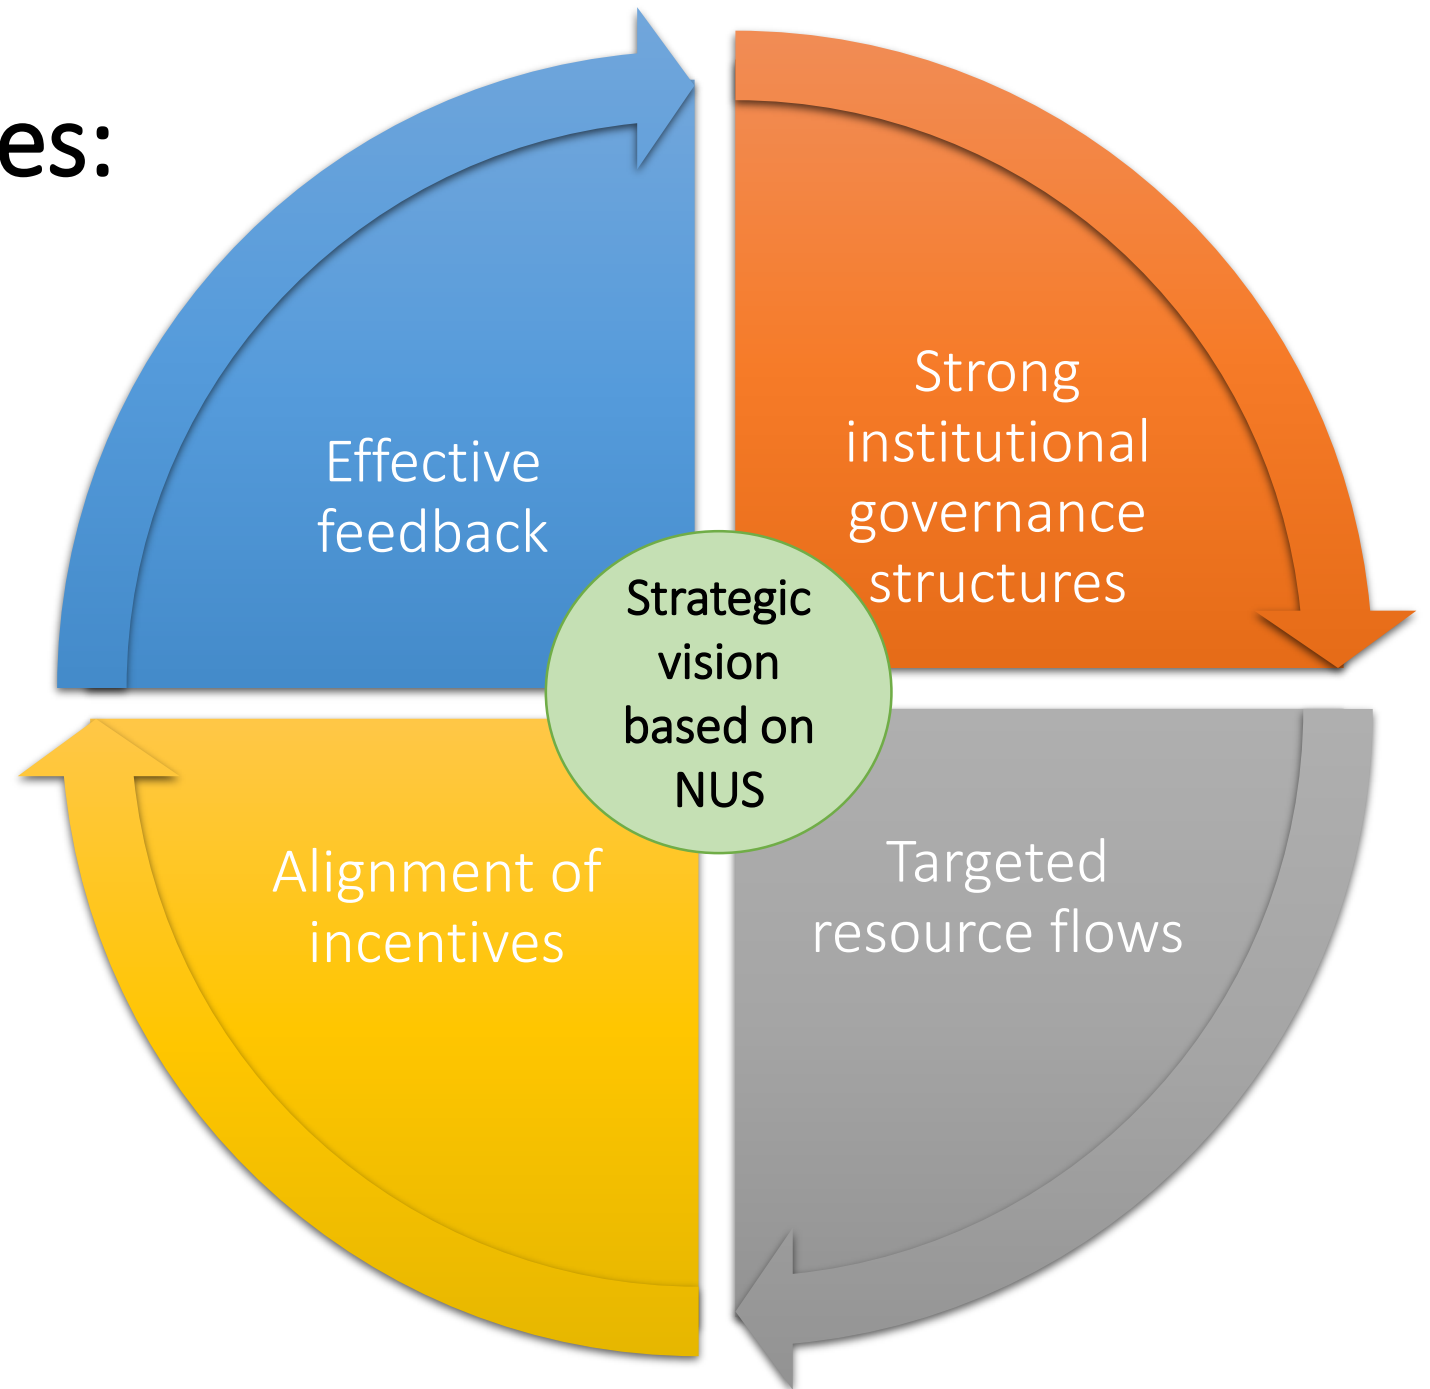 es:
Effective
feedback
Strong
institutional
governance
structures
Strategic
vision
based on
NUS
Alignment of
incentives
Targeted
resource flows